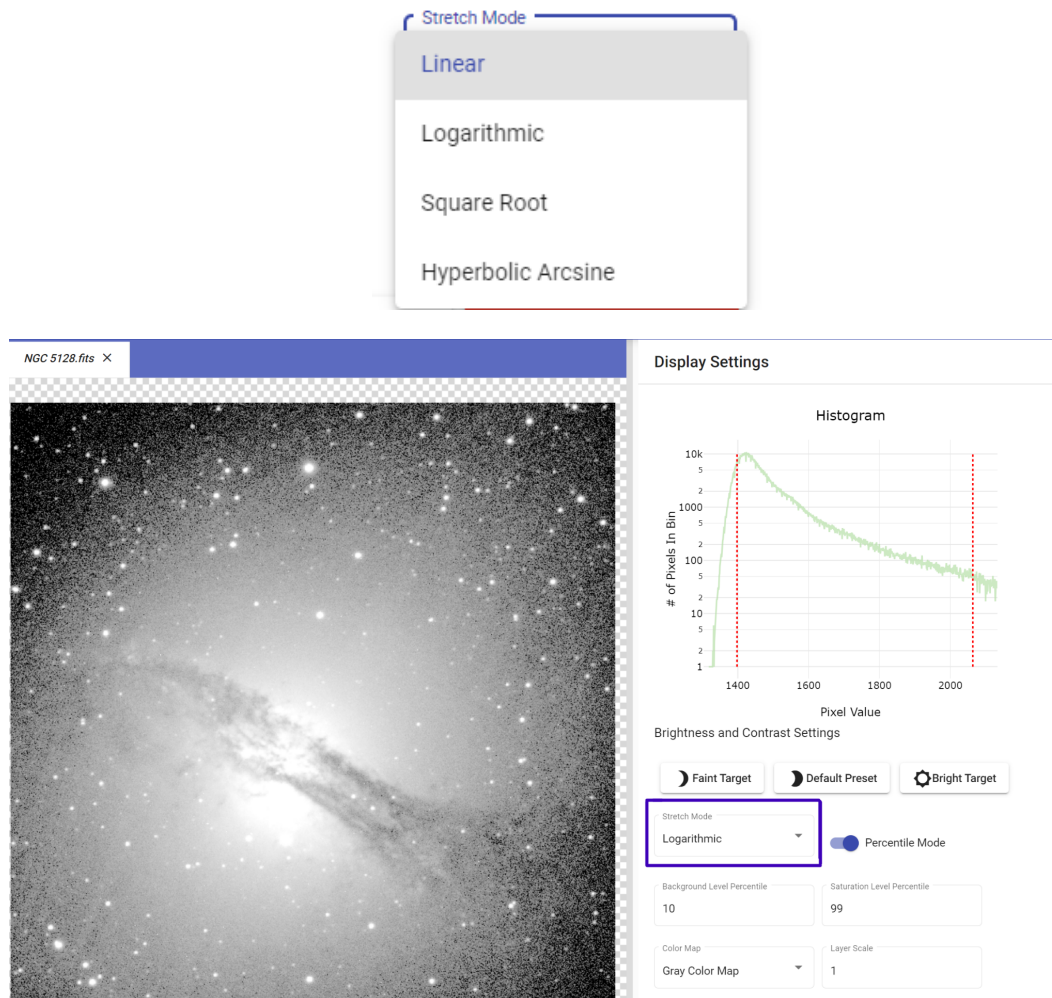 Stretch Mode
Linear
Logarithmic
Square Root
Hyperbolic Arcsine
NGC 5128.fits ×
Display Settings
Histogram
10k
5
2
1000
5
2
100
5
2
10
5
2
1
# of Pixels In Bin
1400 1600 1800 2000
Pixel Value
Brightness and Contrast Settings
Faint Target Default Preset Bright Target
Stretch Mode
Logarithmic
Percentile Mode
Background Level Percentile Saturation Level Percentile
10 99
Color Map Layer Scale
Gray Color Map 1